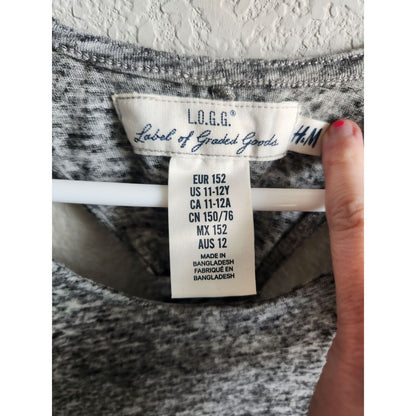 L.O.G.G.®
Label of Graded Goods
H&M
EUR 152
US 11-12Y
CA 11-12A
CN 150/76
MX 152
AUS 12
MADE IN
BANGLADESH
FABRIQUÉ EN
BANGLADESH